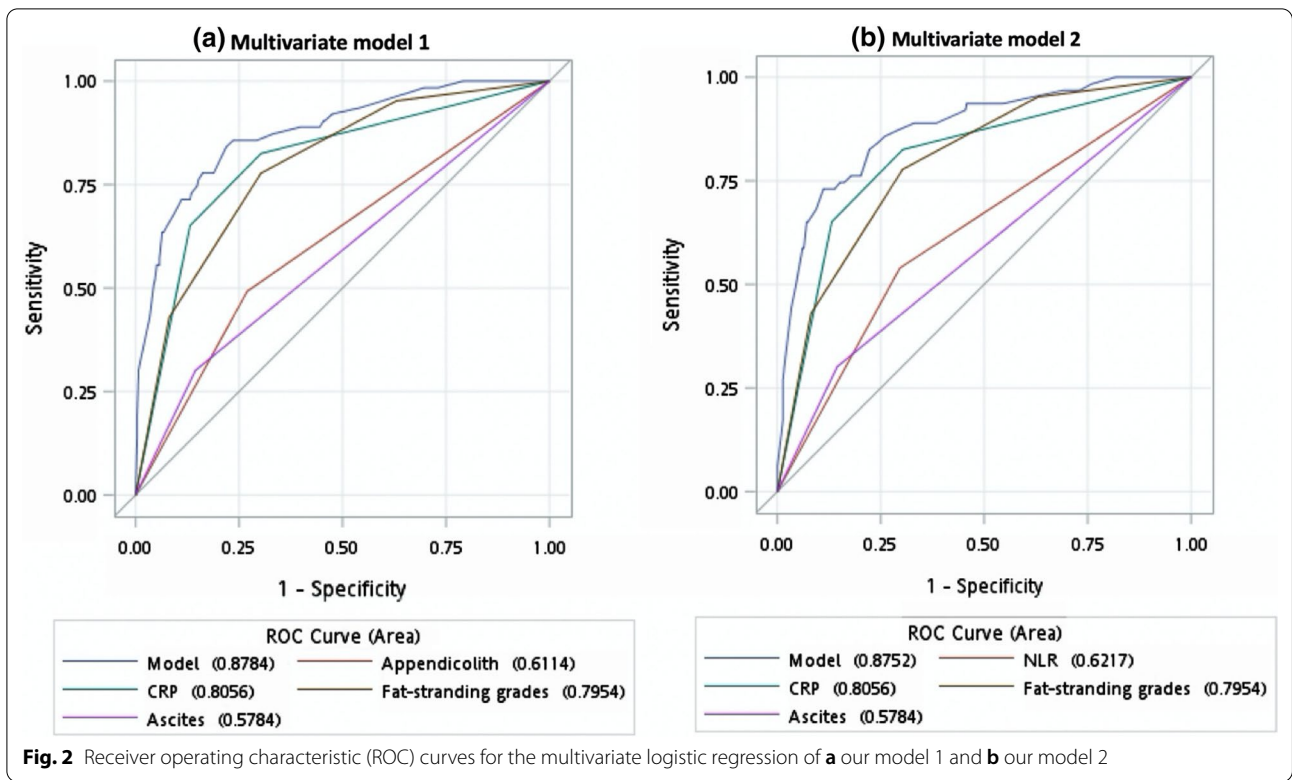 (a) Multivariate model 1
1.00
0.75
0.50
0.25
0.00
Sensitivity
0.00 0.25 0.50 0.75 1.00
1 - Specificity
ROC Curve (Area)
Model (0.8784) Appendicolith (0.6114)
CRP (0.8056) Fat-stranding grades (0.7954)
Ascites (0.5784)
(b) Multivariate model 2
1.00
0.75
0.50
0.25
0.00
Sensitivity
0.00 0.25 0.50 0.75 1.00
1 - Specificity
ROC Curve (Area)
Model (0.8752) NLR (0.6217)
CRP (0.8056) Fat-stranding grades (0.7954)
Ascites (0.5784)
Fig. 2 Receiver operating characteristic (ROC) curves for the multivariate logistic regression of a our model 1 and b our model 2